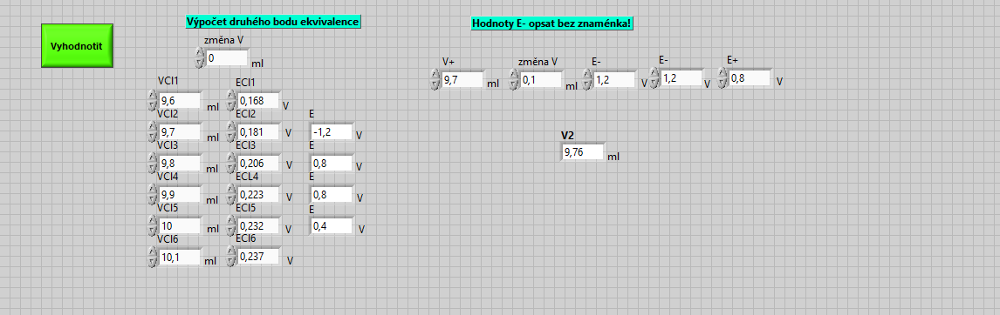 Výpočet druhého bodu ekvivalence
Hodnoty E- opsat bez znaménka!
Vyhodnotit
změna V
0 ml
V+
9,7 ml
změna V
0,1 ml
E-
1,2 V
E-
1,2 V
E+
0,8 V
VCl1 ECl1
9,6 ml 0,168 V
VCl2 ECl2 E
9,7 ml 0,181 V -1,2 V
VCl3 ECl3 E
9,8 ml 0,206 V 0,8 V
VCl4 ECL4 E
9,9 ml 0,223 V 0,8 V
VCl5 ECl5 E
10 ml 0,232 V 0,4 V
VCl6 ECl6
10,1 ml 0,237 V
V2
9,76 ml